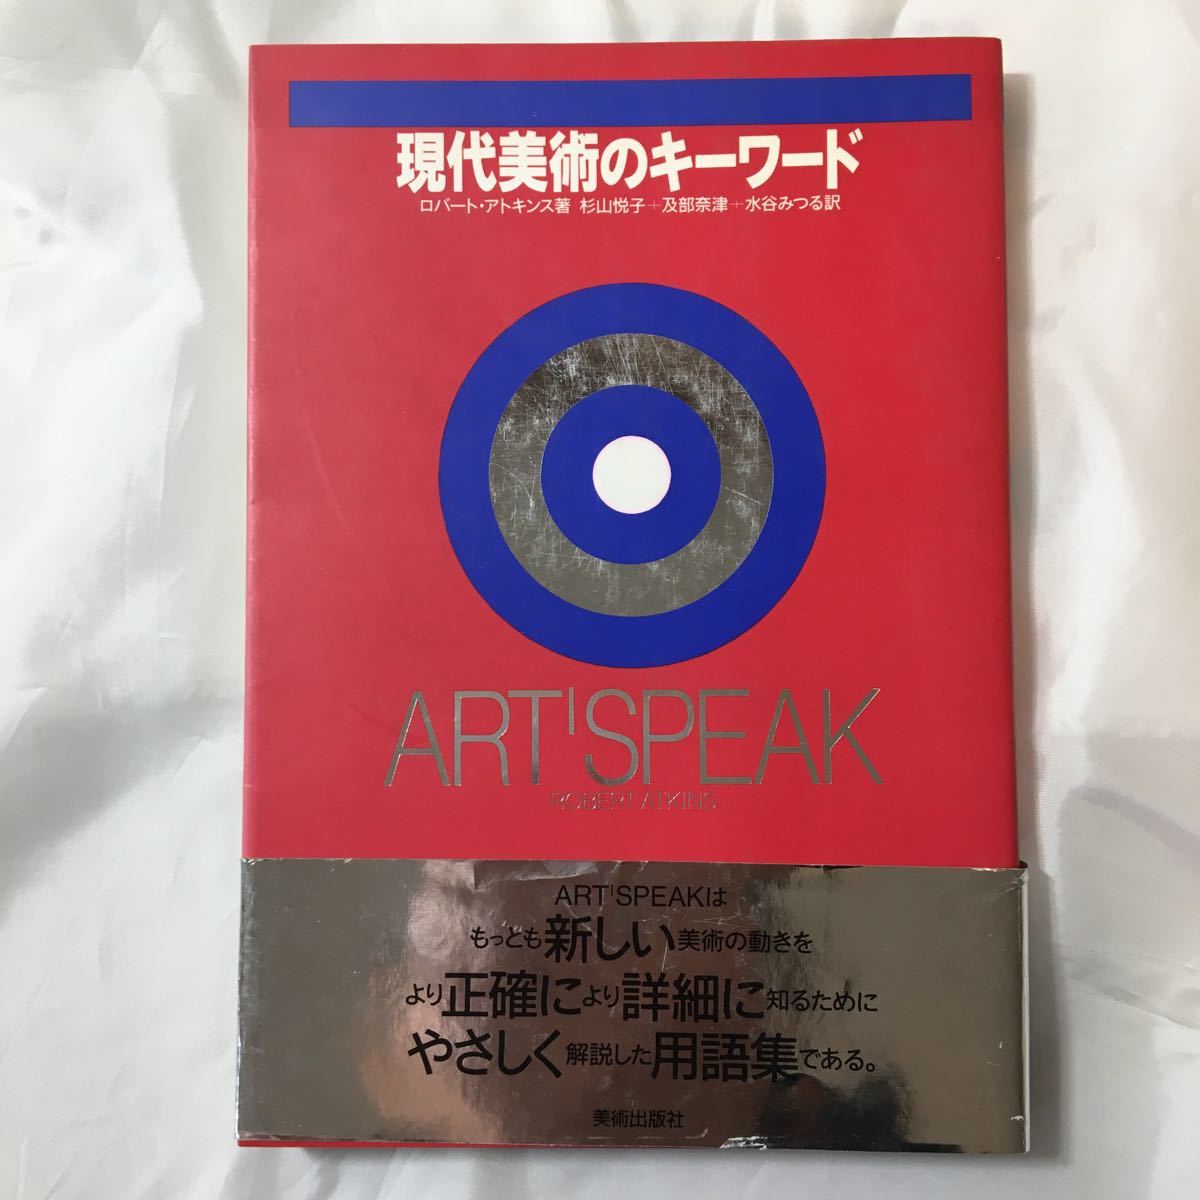 現代美術のキーワード
ロバート・アトキンス著 杉山悦子+及部奈津+水谷みつる訳
ART'SPEAK
ROBERT ATKINS
ART'SPEAKは
もっとも新しい美術の動きを
より正確により詳細に知るために
やさしく解説した用語集である。
美術出版社